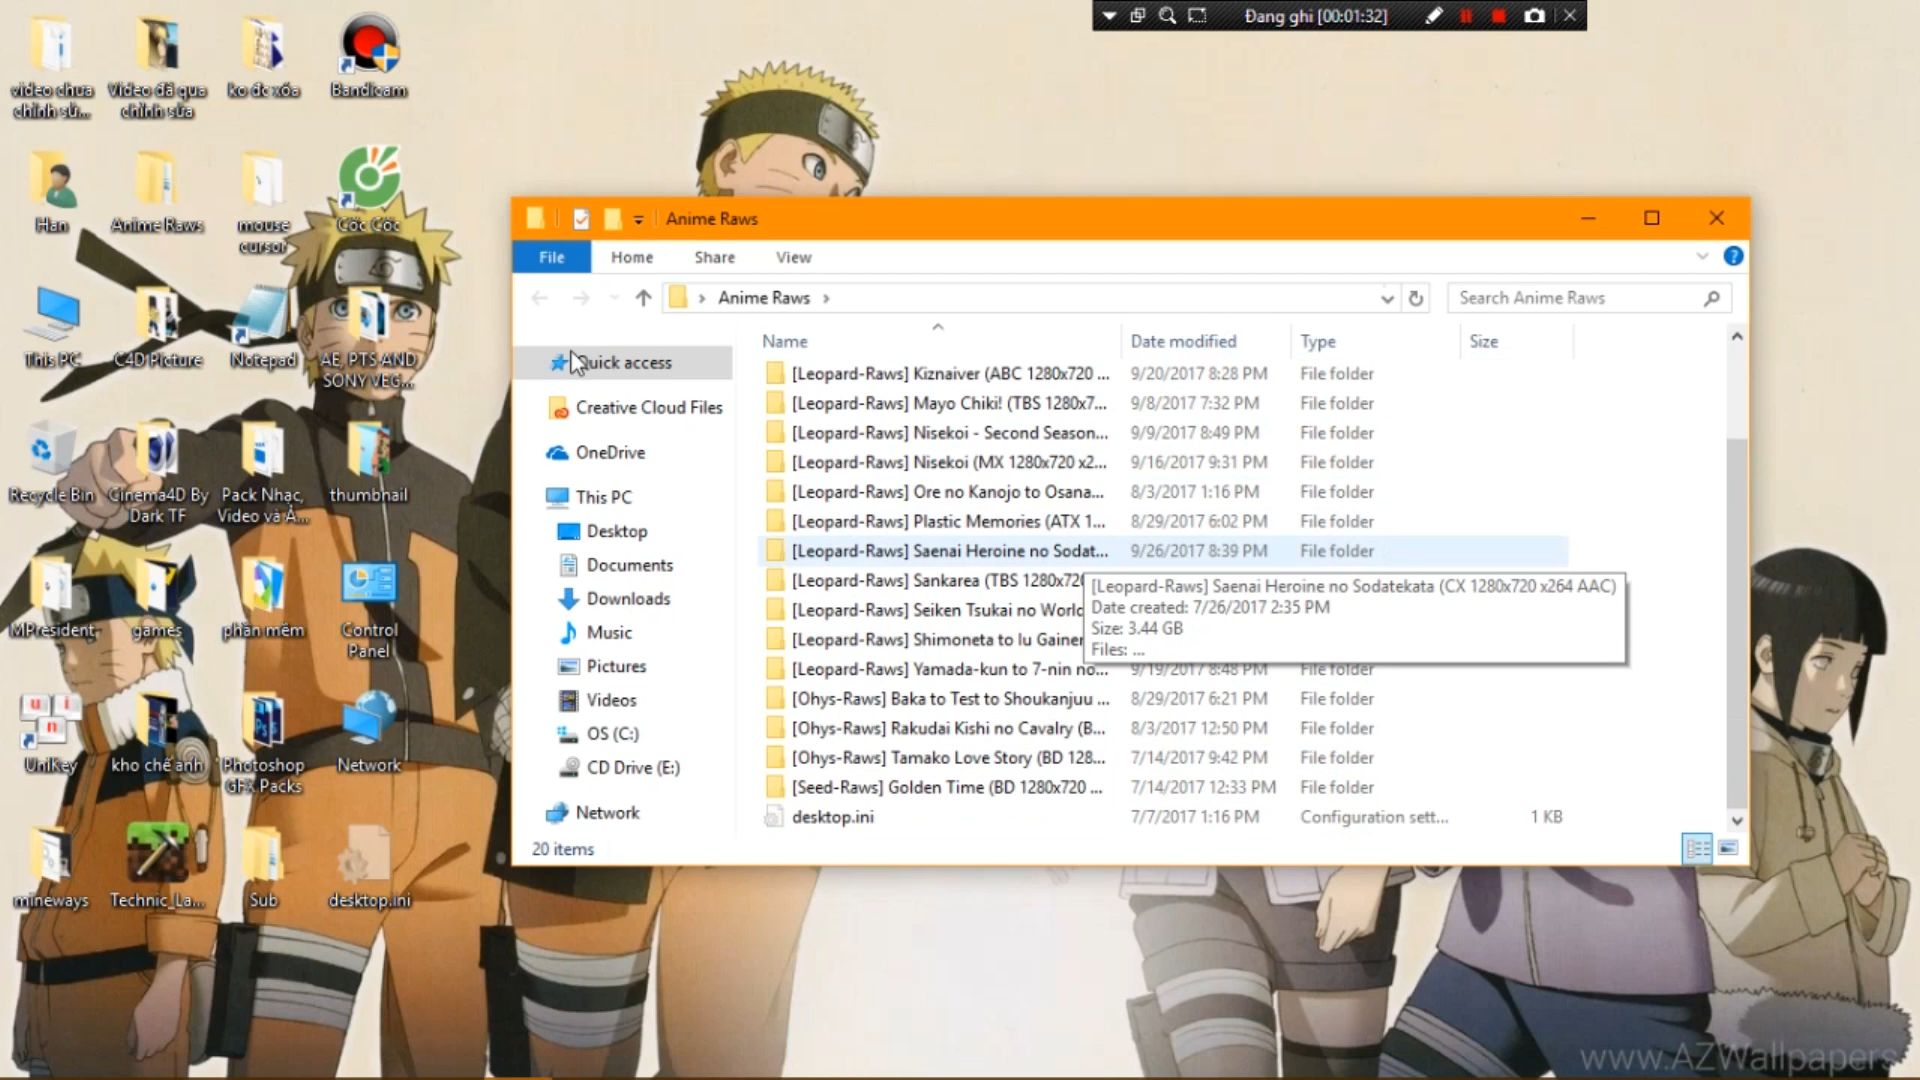 Đang ghi [00:01:32]
video chưa
chỉnh sử...
Video đã qua
chỉnh sửa
ko đc xóa
Bandicam
Han
Anime Raws
mouse
cursor
Cốc Cốc
This PC
C4D Picture
Notepad
AE, PTS AND
SONY VEG...
Recycle Bin
Cinema4D By
Dark TF
Pack Nhạc,
Video và Ả...
thumbnail
MPresident
games
phần mềm
Control
Panel
UniKey
kho chế ảnh
Photoshop
GFX Packs
Network
mineways
Technic_La...
Sub
desktop.ini
Anime Raws
File Home Share View
Anime Raws
Search Anime Raws
Quick access
Creative Cloud Files
OneDrive
This PC
Desktop
Documents
Downloads
Music
Pictures
Videos
OS (C:)
CD Drive (E:)
Network
Name Date modified Type Size
[Leopard-Raws] Kiznaiver (ABC 1280x720 ... 9/20/2017 8:28 PM File folder
[Leopard-Raws] Mayo Chiki! (TBS 1280x7... 9/8/2017 7:32 PM File folder
[Leopard-Raws] Nisekoi - Second Season... 9/9/2017 8:49 PM File folder
[Leopard-Raws] Nisekoi (MX 1280x720 x2... 9/16/2017 9:31 PM File folder
[Leopard-Raws] Ore no Kanojo to Osana... 8/3/2017 1:16 PM File folder
[Leopard-Raws] Plastic Memories (ATX 1... 8/29/2017 6:02 PM File folder
[Leopard-Raws] Saenai Heroine no Sodat... 9/26/2017 8:39 PM File folder
[Leopard-Raws] Sankarea (TBS 1280x720
[Leopard-Raws] Seiken Tsukai no World
[Leopard-Raws] Shimoneta to Iu Gainen
[Leopard-Raws] Yamada-kun to 7-nin no... 9/19/2017 8:48 PM File folder
[Ohys-Raws] Baka to Test to Shoukanjuu ... 8/29/2017 6:21 PM File folder
[Ohys-Raws] Rakudai Kishi no Cavalry (B... 8/3/2017 12:50 PM File folder
[Ohys-Raws] Tamako Love Story (BD 128... 7/14/2017 9:42 PM File folder
[Seed-Raws] Golden Time (BD 1280x720 ... 7/14/2017 12:33 PM File folder
desktop.ini 7/7/2017 1:16 PM Configuration sett... 1 KB
[Leopard-Raws] Saenai Heroine no Sodatekata (CX 1280x720 x264 AAC)
Date created: 7/26/2017 2:35 PM
Size: 3.44 GB
Files: ...
20 items
www.AZWallpapers